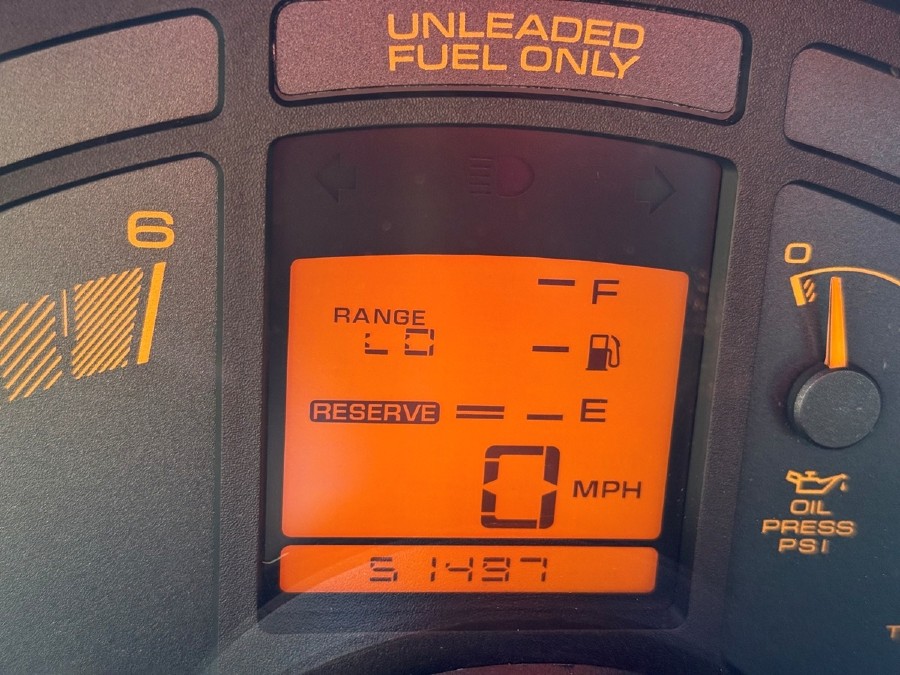 UNLEADED
FUEL ONLY
6
0
F
RANGE
LO
RESERVE
E
0 MPH
OIL
PRESS
PSI
51497
T